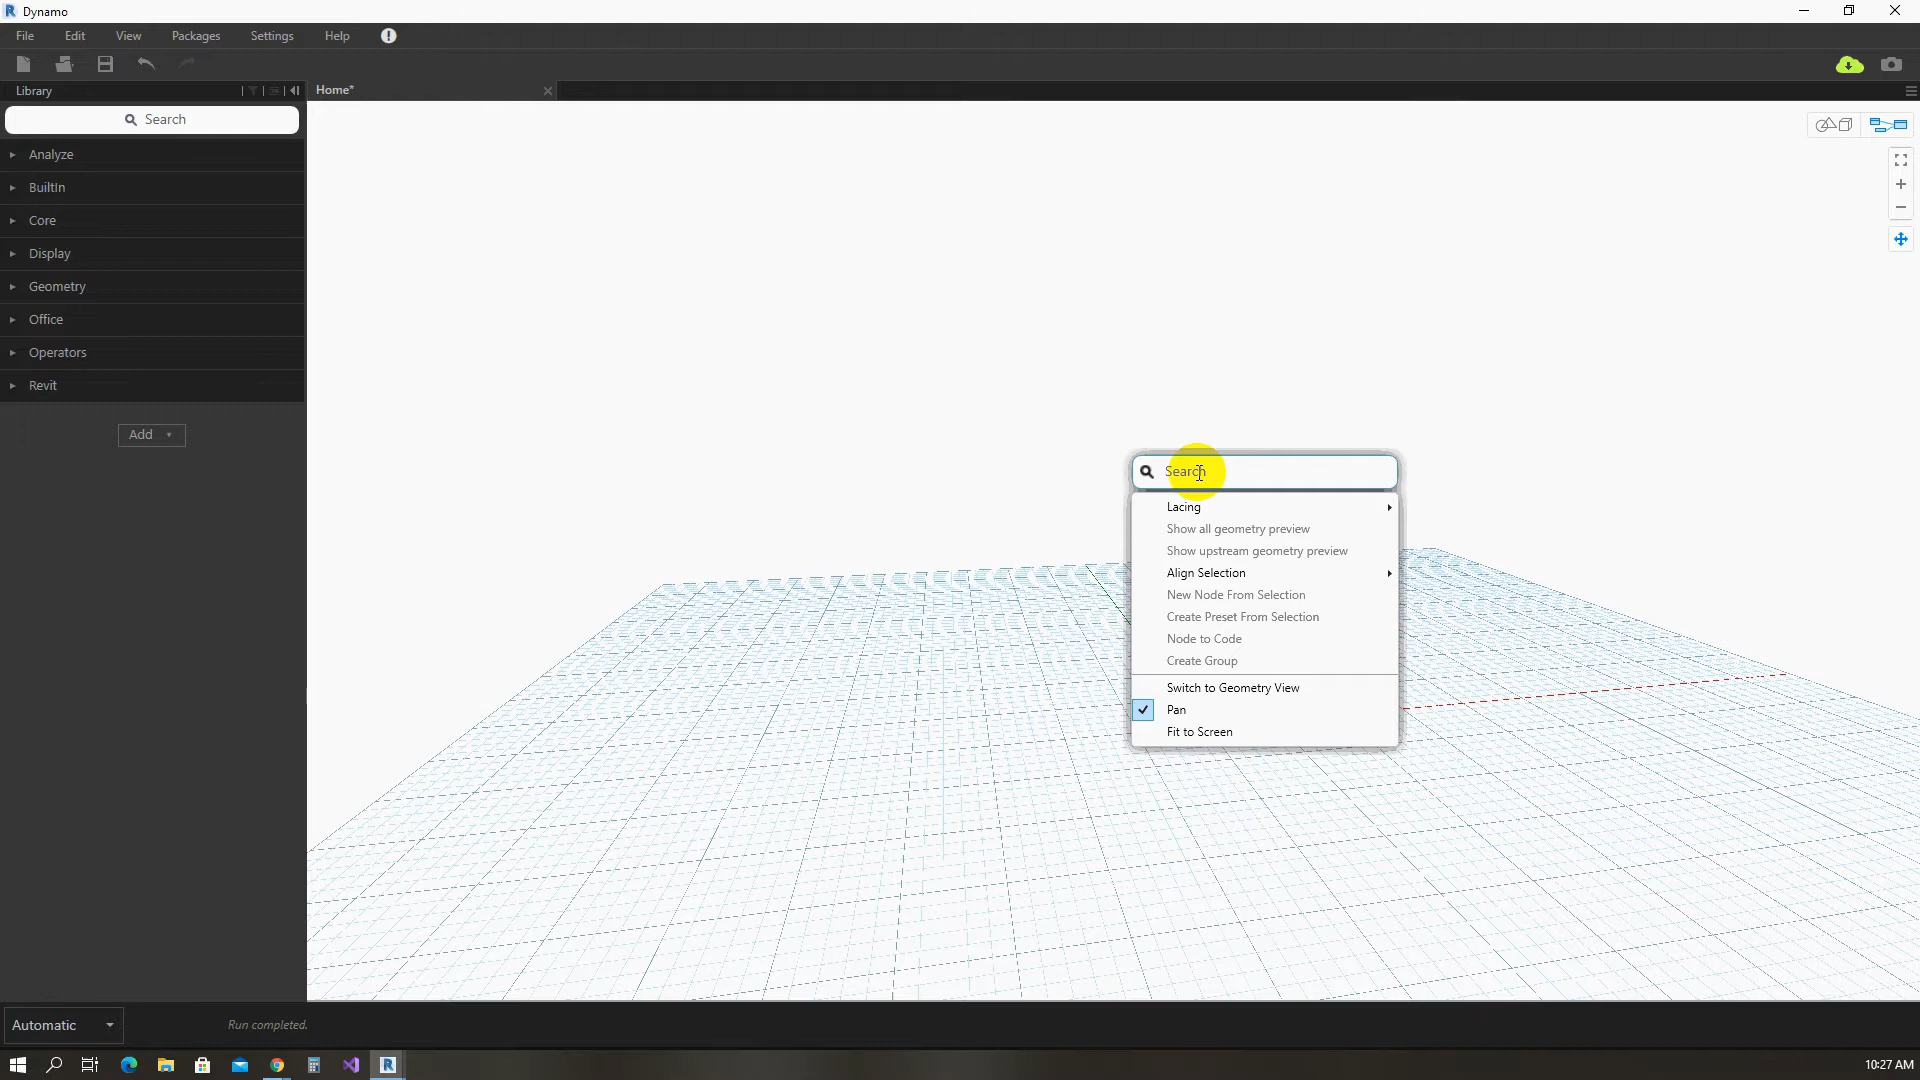 Dynamo
File Edit View Packages Settings Help
Library
Home*
Search
Analyze
BuiltIn
Core
Display
Geometry
Office
Operators
Revit
Add
Search
Lacing
Show all geometry preview
Show upstream geometry preview
Align Selection
New Node From Selection
Create Preset From Selection
Node to Code
Create Group
Switch to Geometry View
Pan
Fit to Screen
Automatic
Run completed.
10:27 AM